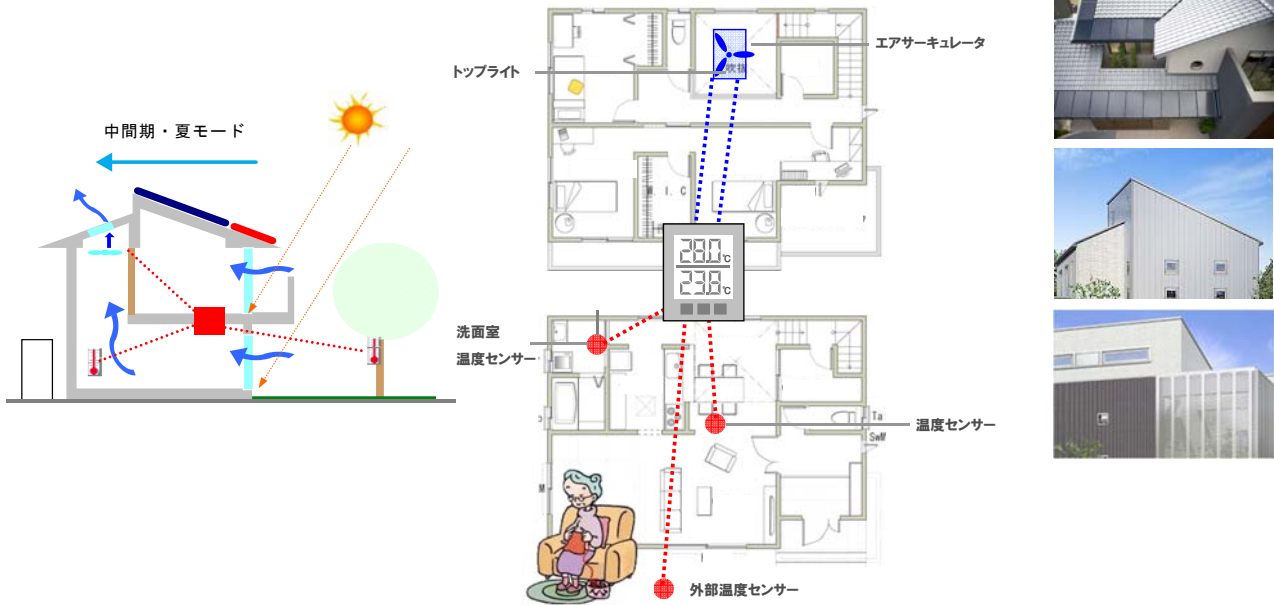 中間期・夏モード
エアサーキュレータ
トップライト
吹抜
W. I. C
28.0℃
23.8℃
洗面室
温度センサー
Ta
SwM
温度センサー
外部温度センサー